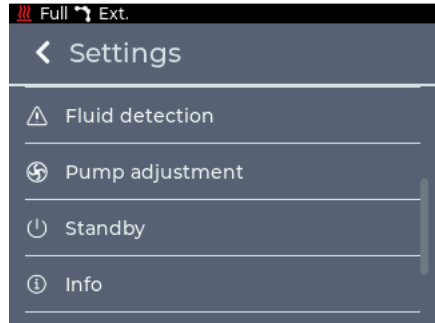 Full Ext.
Settings
Fluid detection
Pump adjustment
Standby
Info